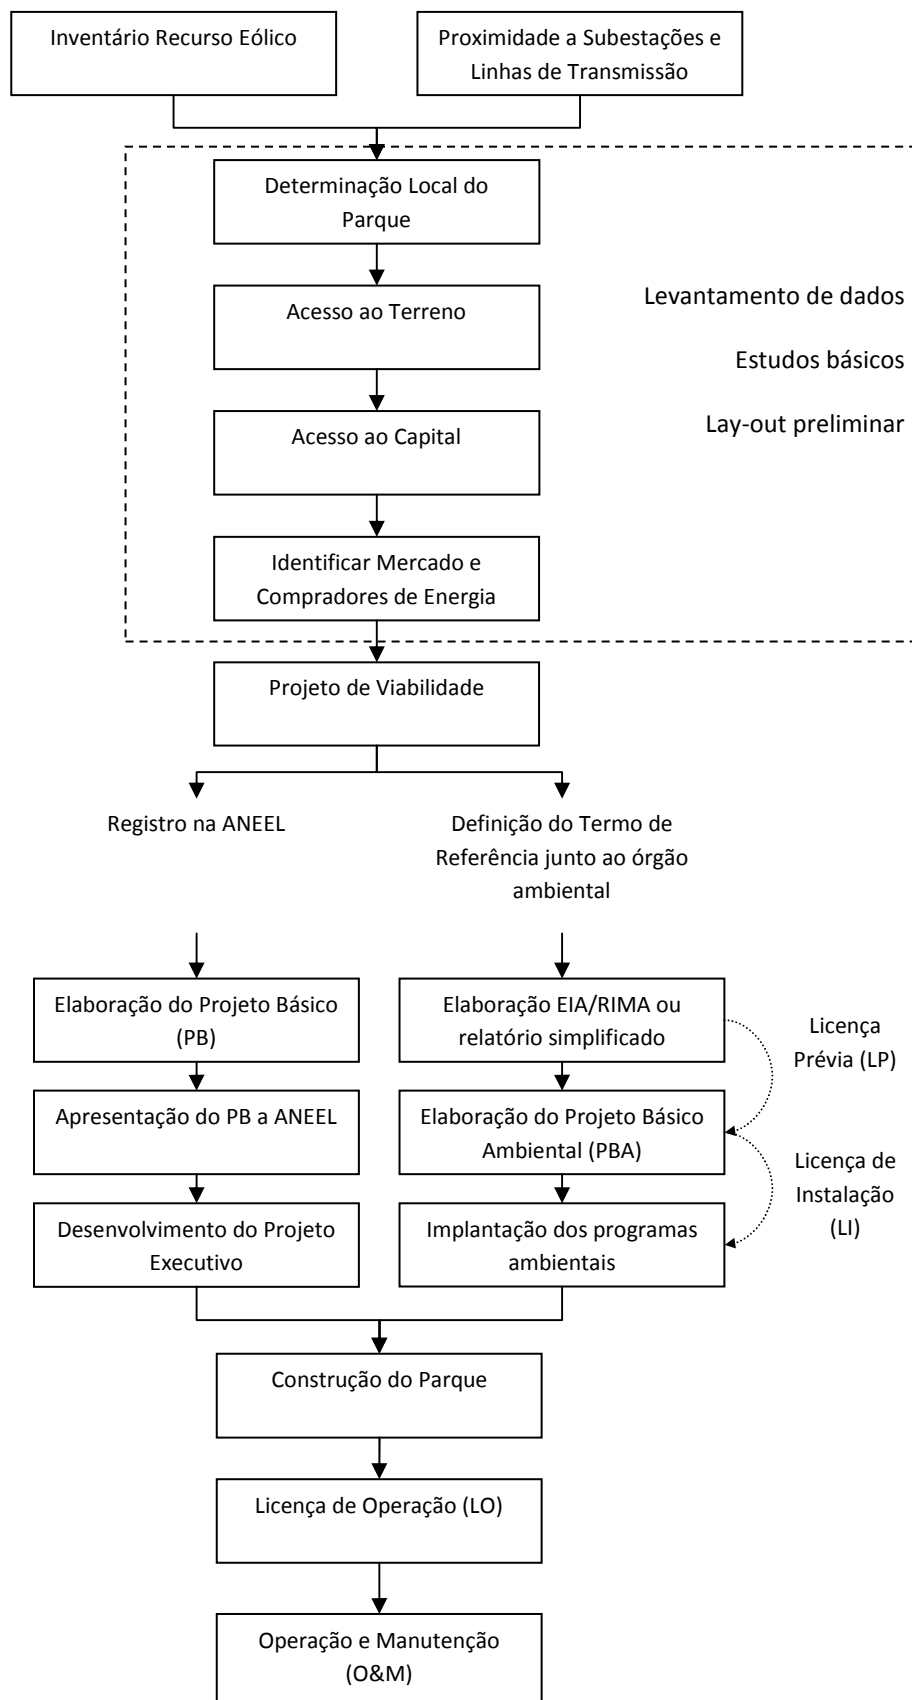 Inventário Recurso Eólico
Proximidade a Subestações e
Linhas de Transmissão
Determinação Local do
Parque
Acesso ao Terreno
Acesso ao Capital
Identificar Mercado e
Compradores de Energia
Levantamento de dados
Estudos básicos
Lay-out preliminar
Projeto de Viabilidade
Registro na ANEEL
Definição do Termo de
Referência junto ao órgão
ambiental
Elaboração do Projeto Básico
(PB)
Apresentação do PB a ANEEL
Desenvolvimento do Projeto
Executivo
Elaboração EIA/RIMA ou
relatório simplificado
Elaboração do Projeto Básico
Ambiental (PBA)
Implantação dos programas
ambientais
Licença
Prévia (LP)
Licença de
Instalação
(LI)
Construção do Parque
Licença de Operação (LO)
Operação e Manutenção
(O&M)